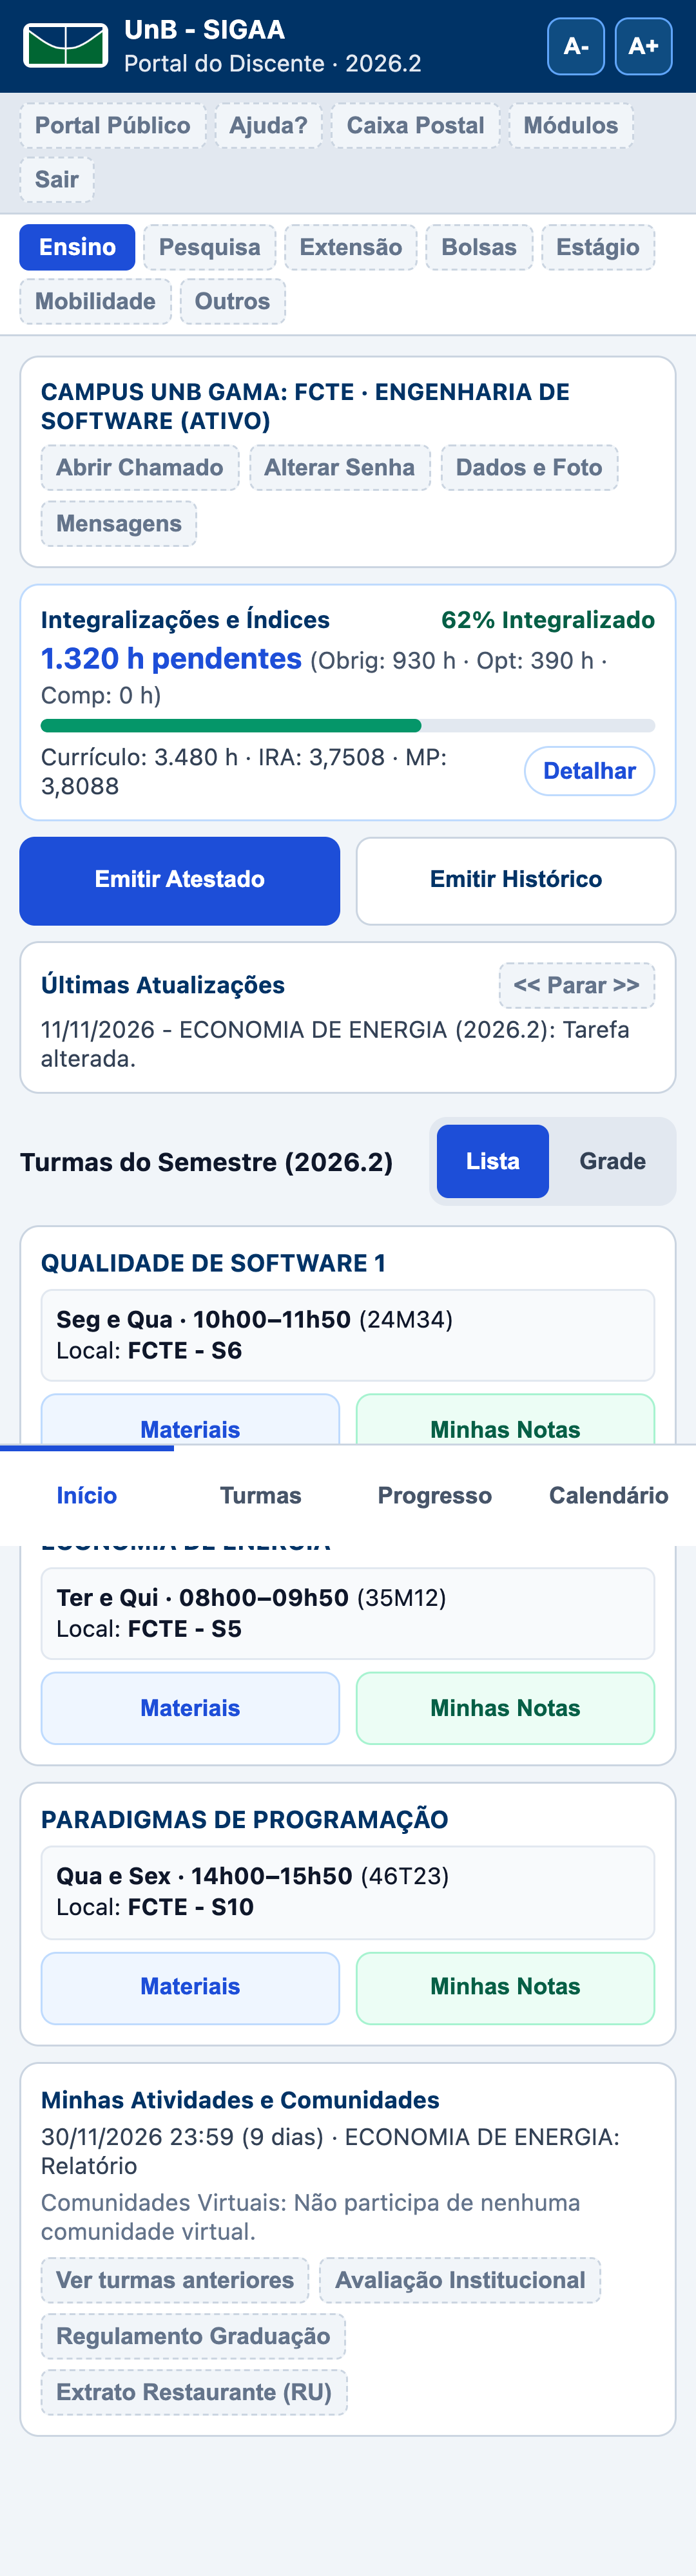 UnB - SIGAA
Portal do Discente · 2026.2
A-
A+
Portal Público
Ajuda?
Caixa Postal
Módulos
Sair
Ensino
Pesquisa
Extensão
Bolsas
Estágio
Mobilidade
Outros
CAMPUS UNB GAMA: FCTE · ENGENHARIA DE
SOFTWARE (ATIVO)
Abrir Chamado
Alterar Senha
Dados e Foto
Mensagens
Integralizações e Índices
62% Integralizado
1.320 h pendentes (Obrig: 930 h · Opt: 390 h ·
Comp: 0 h)
Currículo: 3.480 h · IRA: 3,7508 · MP:
3,8088
Detalhar
Emitir Atestado
Emitir Histórico
Últimas Atualizações
<< Parar >>
11/11/2026 - ECONOMIA DE ENERGIA (2026.2): Tarefa
alterada.
Turmas do Semestre (2026.2)
Lista
Grade
QUALIDADE DE SOFTWARE 1
Seg e Qua · 10h00–11h50 (24M34)
Local: FCTE - S6
Materiais
Minhas Notas
Início
Turmas
Progresso
Calendário
ECONOMIA DE ENERGIA
Ter e Qui · 08h00–09h50 (35M12)
Local: FCTE - S5
Materiais
Minhas Notas
PARADIGMAS DE PROGRAMAÇÃO
Qua e Sex · 14h00–15h50 (46T23)
Local: FCTE - S10
Materiais
Minhas Notas
Minhas Atividades e Comunidades
30/11/2026 23:59 (9 dias) · ECONOMIA DE ENERGIA:
Relatório
Comunidades Virtuais: Não participa de nenhuma
comunidade virtual.
Ver turmas anteriores
Avaliação Institucional
Regulamento Graduação
Extrato Restaurante (RU)